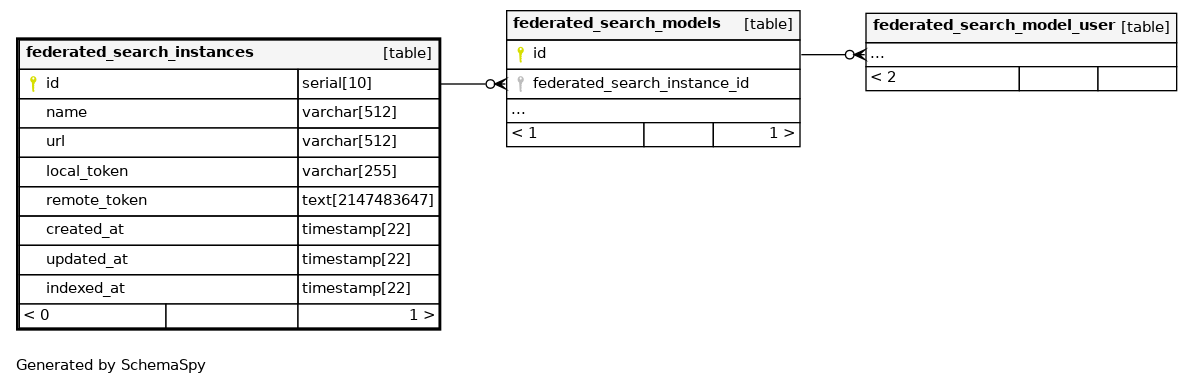 federated_search_instances [table]
id serial[10]
name varchar[512]
url varchar[512]
local_token varchar[255]
remote_token text[2147483647]
created_at timestamp[22]
updated_at timestamp[22]
indexed_at timestamp[22]
< 0 1 >
federated_search_models [table]
id
federated_search_instance_id
...
< 1 1 >
federated_search_model_user [table]
...
< 2
Generated by SchemaSpy